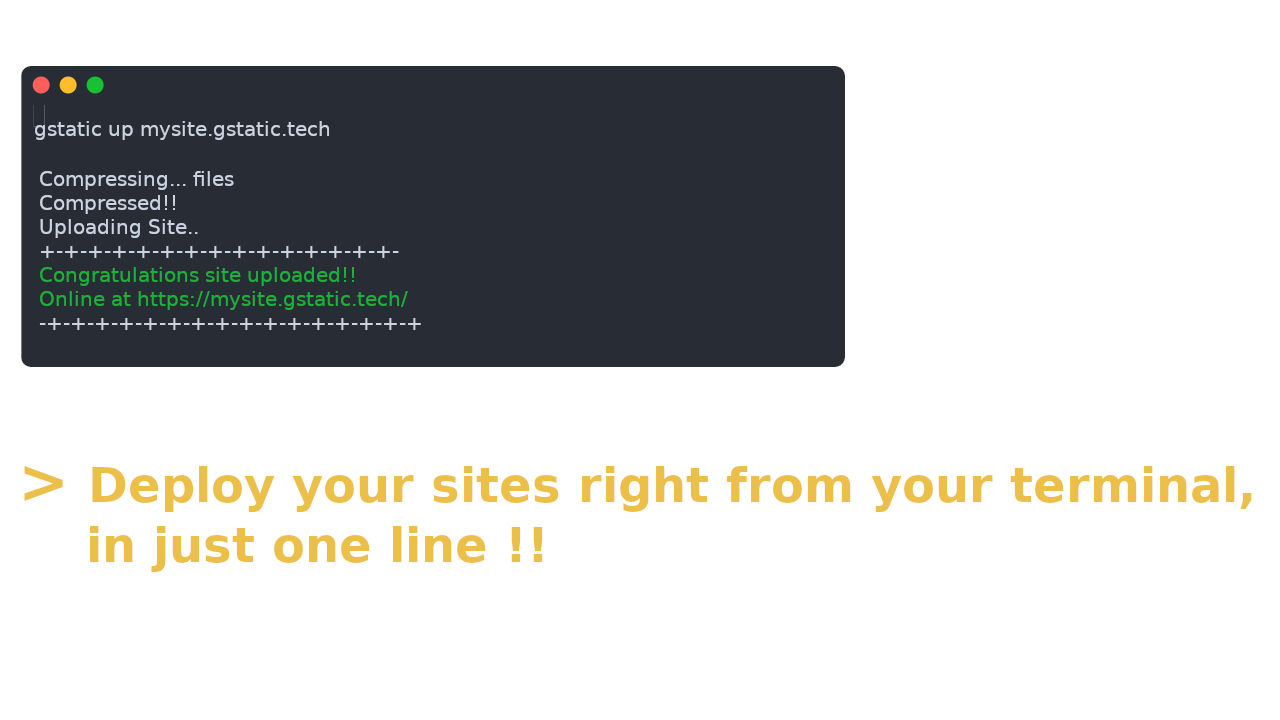 gstatic up mysite.gstatic.tech
Compressing... files
Compressed!!
Uploading Site..
+-+-+-+-+-+-+-+-+-+-+-+-+-+-+-
Congratulations site uploaded!!
Online at https://mysite.gstatic.tech/
-+-+-+-+-+-+-+-+-+-+-+-+-+-+-+-+
> Deploy your sites right from your terminal,
in just one line !!